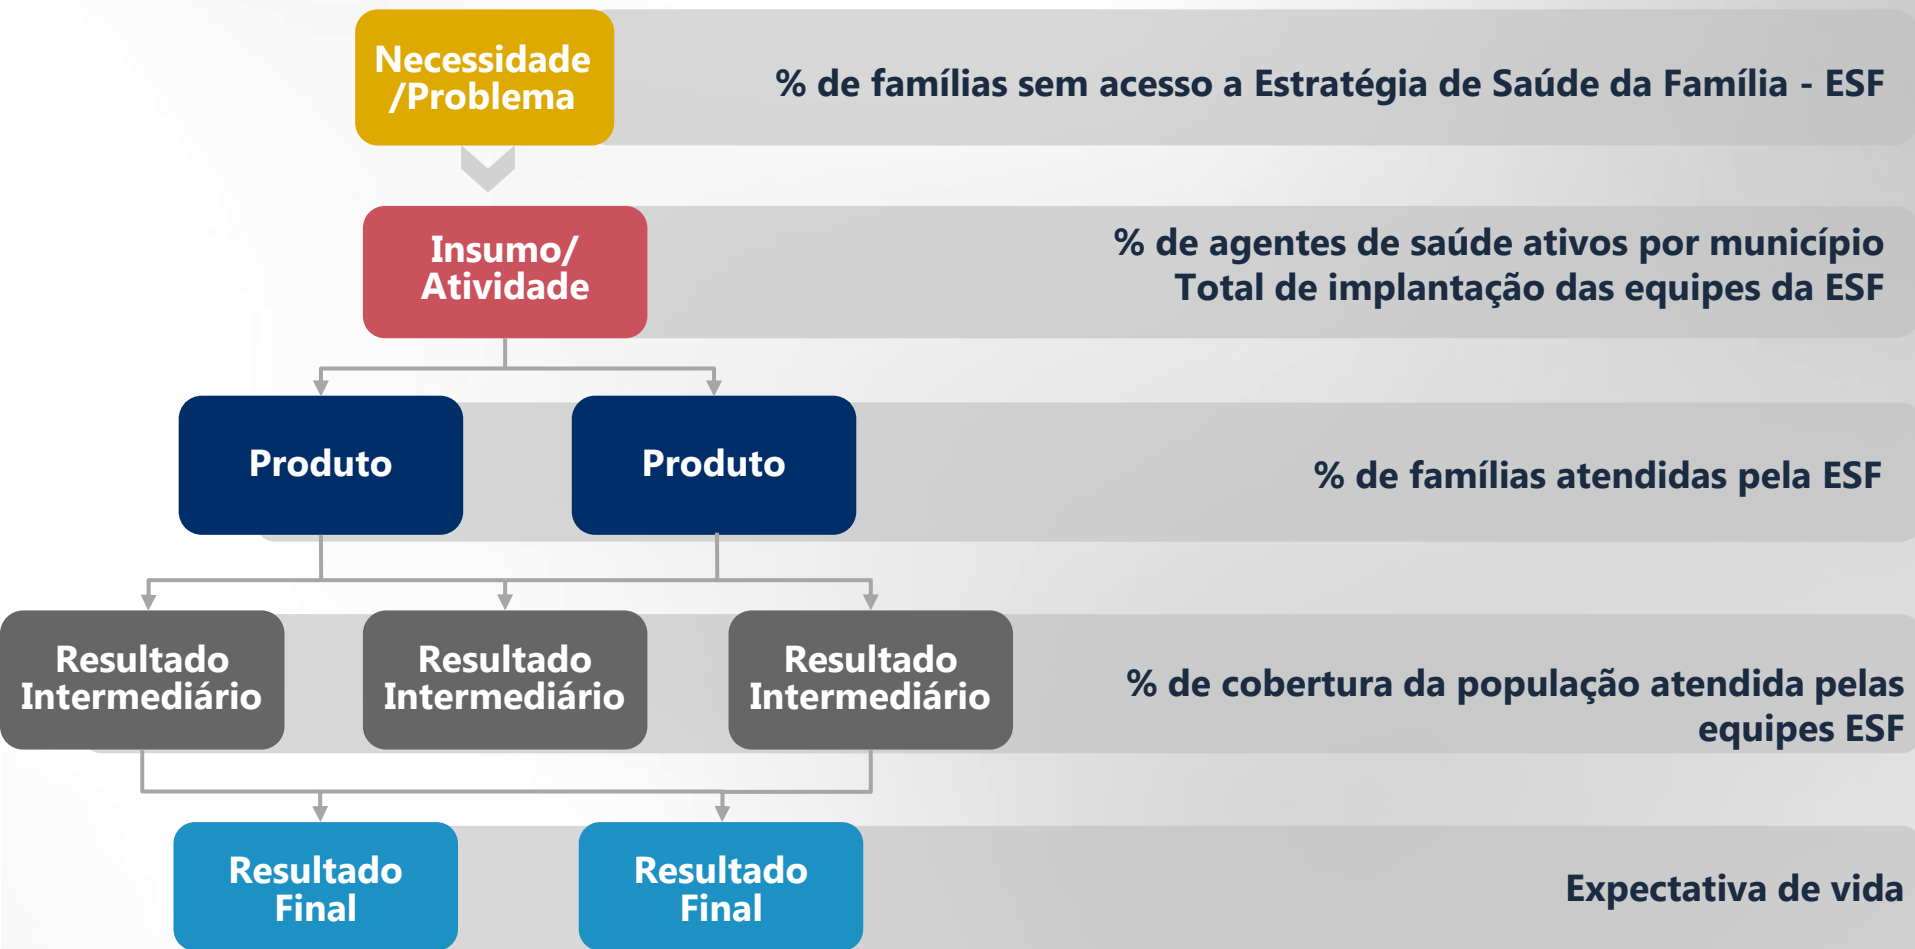 Necessidade
/Problema
% de famílias sem acesso a Estratégia de Saúde da Família - ESF
Insumo/
Atividade
% de agentes de saúde ativos por município
Total de implantação das equipes da ESF
Produto
Produto
% de famílias atendidas pela ESF
Resultado
Intermediário
Resultado
Intermediário
Resultado
Intermediário
% de cobertura da população atendida pelas
equipes ESF
Resultado
Final
Resultado
Final
Expectativa de vida